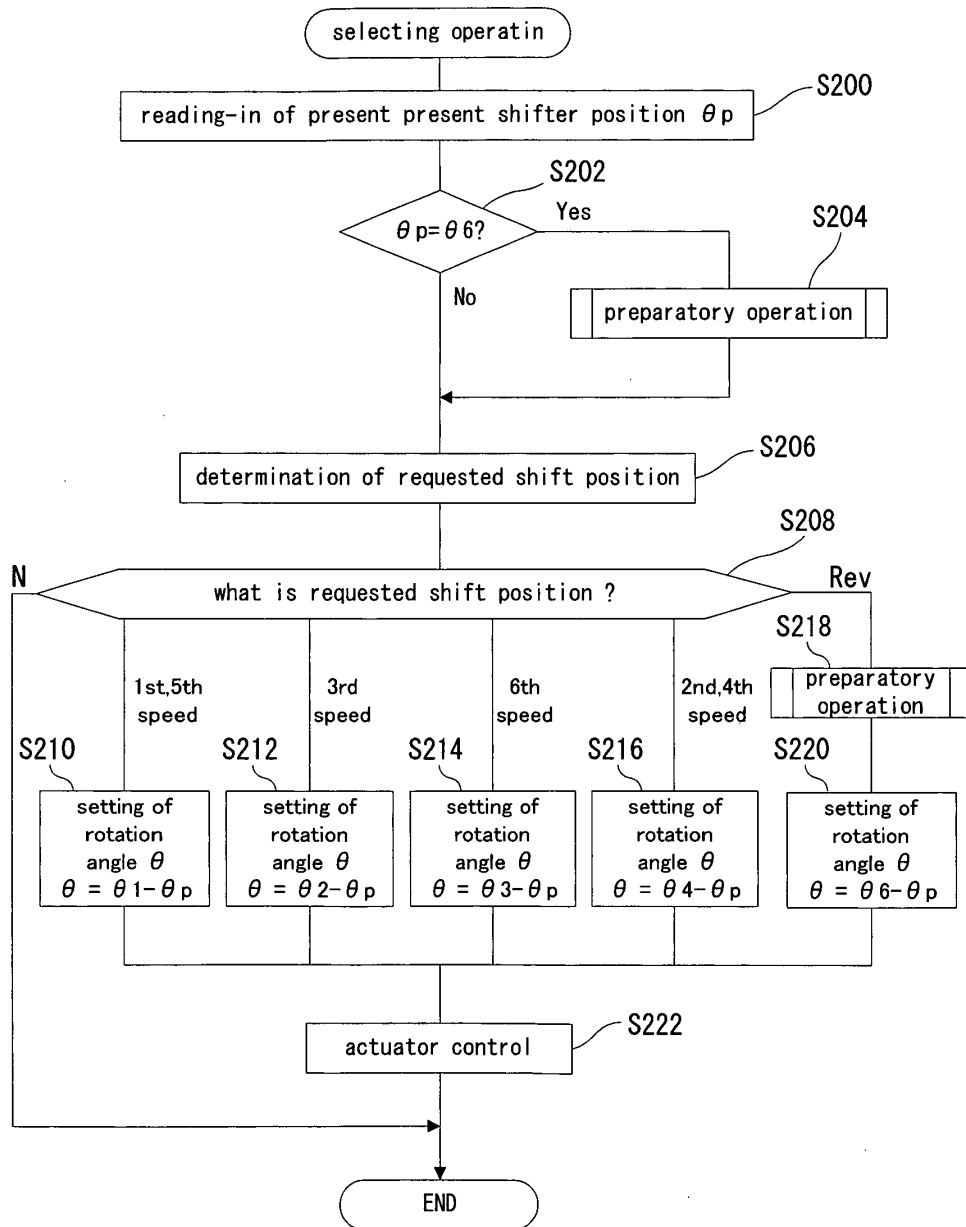 selecting operatin
S200
reading-in of present present shifter position θp
S202
θp=θ6?
Yes
S204
No
preparatory operation
S206
determination of requested shift position
S208
N
what is requested shift position ?
Rev
S218
preparatory
operation
1st,5th
speed
3rd
speed
6th
speed
2nd,4th
speed
S210
S212
S214
S216
S220
setting of
rotation
angle θ
θ = θ1-θp
setting of
rotation
angle θ
θ = θ2-θp
setting of
rotation
angle θ
θ = θ3-θp
setting of
rotation
angle θ
θ = θ4-θp
setting of
rotation
angle θ
θ = θ6-θp
S222
actuator control
END